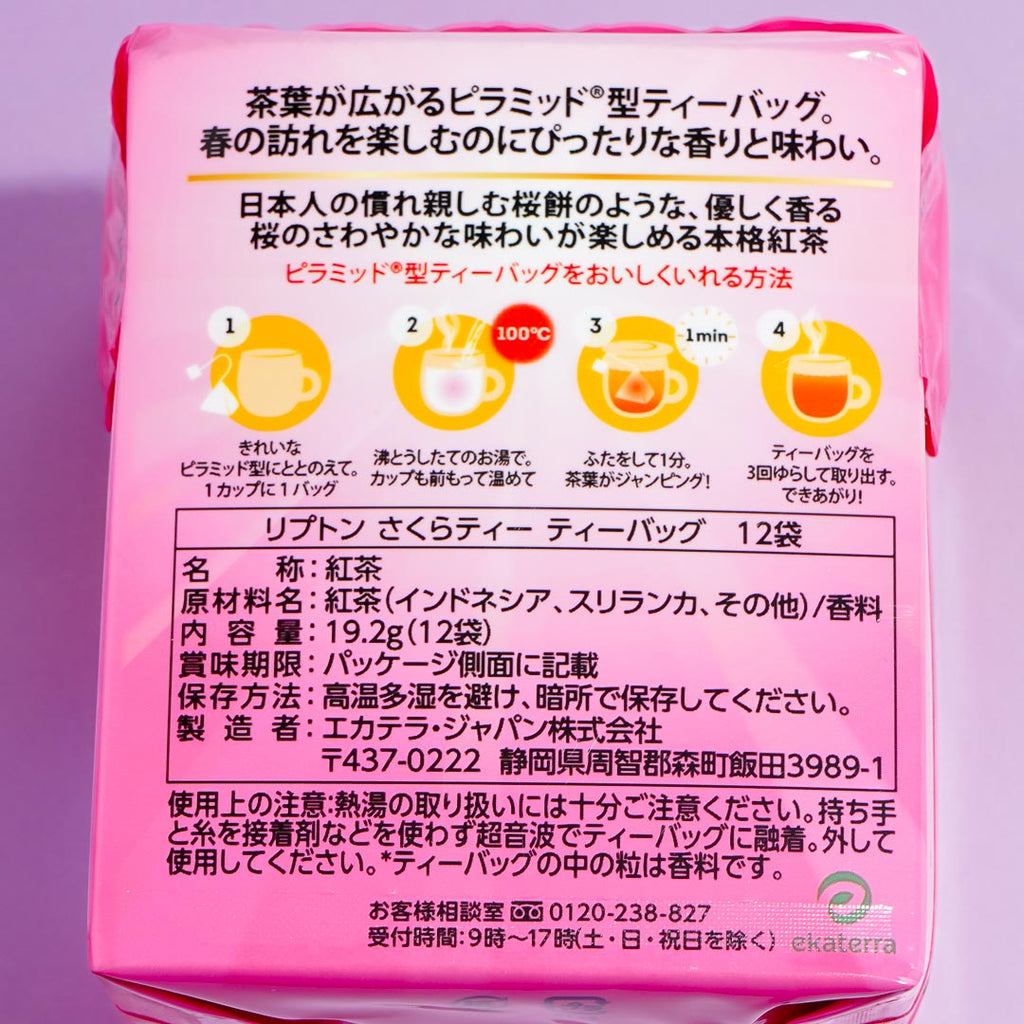 茶葉が広がるピラミッド®型ティーバッグ。
春の訪れを楽しむのにぴったりな香りと味わい。
日本人の慣れ親しむ桜餅のような、優しく香る
桜のさわやかな味わいが楽しめる本格紅茶
ピラミッド®型ティーバッグをおいしくいれる方法
1
2
100℃
3
1min
4
きれいな
ピラミッド型にととのえて。
1カップに1バッグ
沸とうしたてのお湯で。
カップも前もって温めて
ふたをして1分。
茶葉がジャンピング!
ティーバッグを
3回ゆらして取り出す。
できあがり!
リプトン さくらティー ティーバッグ 12袋
名称:紅茶
原材料名:紅茶(インドネシア、スリランカ、その他)/香料
内容量:19.2g(12袋)
賞味期限:パッケージ側面に記載
保存方法:高温多湿を避け、暗所で保存してください。
製造者:エカテラ・ジャパン株式会社
〒437-0222 静岡県周智郡森町飯田3989-1
使用上の注意:熱湯の取り扱いには十分ご注意ください。持ち手
と糸を接着剤などを使わず超音波でティーバッグに融着。外して
使用してください。*ティーバッグの中の粒は香料です。
お客様相談室 0120-238-827
受付時間:9時〜17時(土・日・祝日を除く)
ekaterra